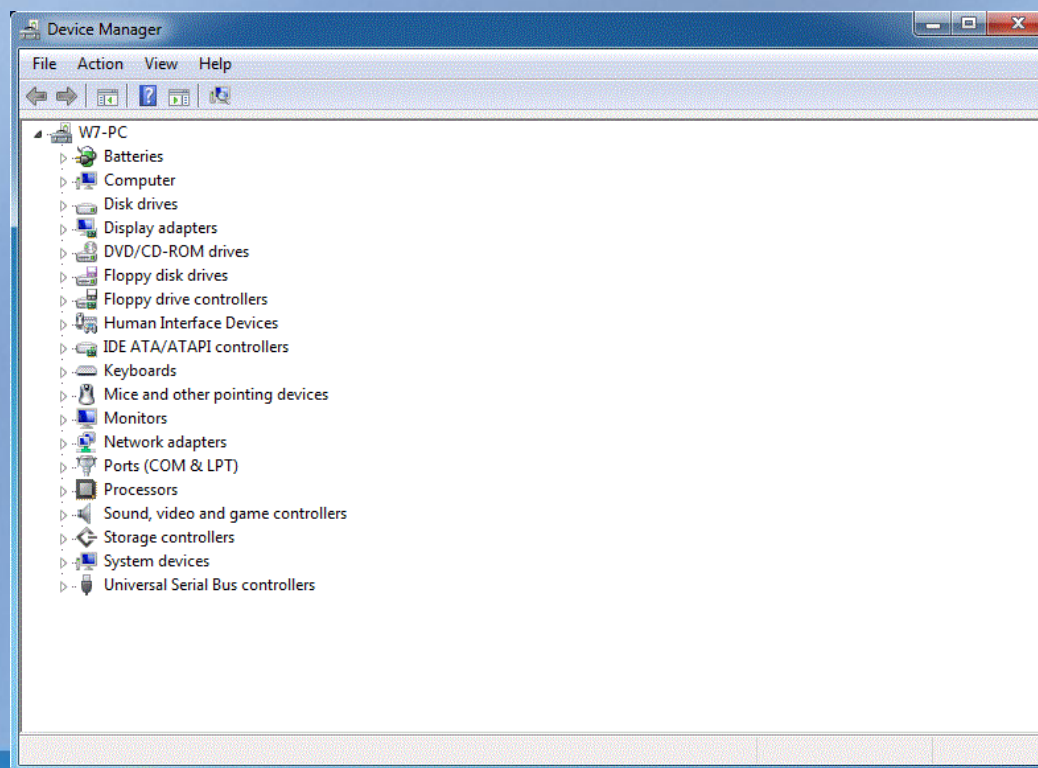 Device Manager
File Action View Help
W7-PC
Batteries
Computer
Disk drives
Display adapters
DVD/CD-ROM drives
Floppy disk drives
Floppy drive controllers
Human Interface Devices
IDE ATA/ATAPI controllers
Keyboards
Mice and other pointing devices
Monitors
Network adapters
Ports (COM & LPT)
Processors
Sound, video and game controllers
Storage controllers
System devices
Universal Serial Bus controllers